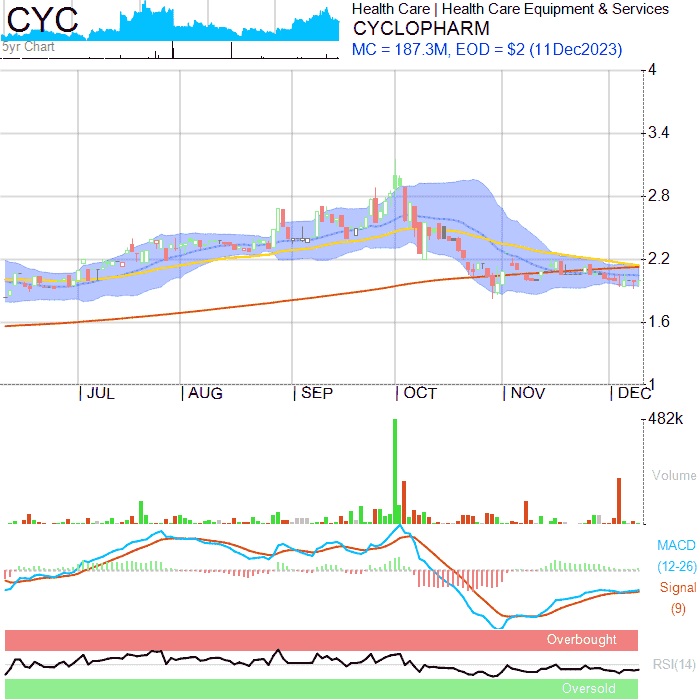 CYC
5yr Chart
Health Care | Health Care Equipment & Services
CYCLOPHARM
MC = 187.3M, EOD = $2 (11Dec2023)
4
3.4
2.8
2.2
1.6
1
JUL
AUG
SEP
OCT
NOV
DEC
482k
Volume
MACD
(12-26)
Signal
(9)
Overbought
RSI(14)
Oversold